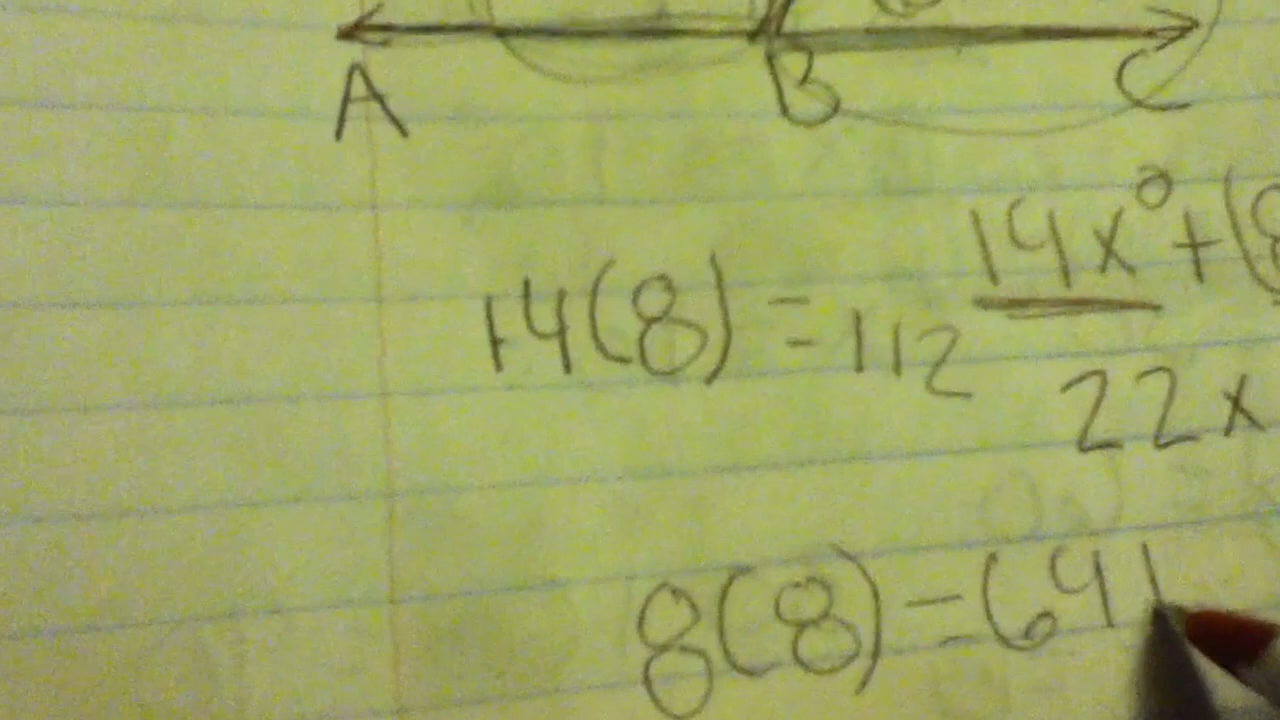 A B C
14x° + (8
14(8) = 112
22x
8(8) = 64